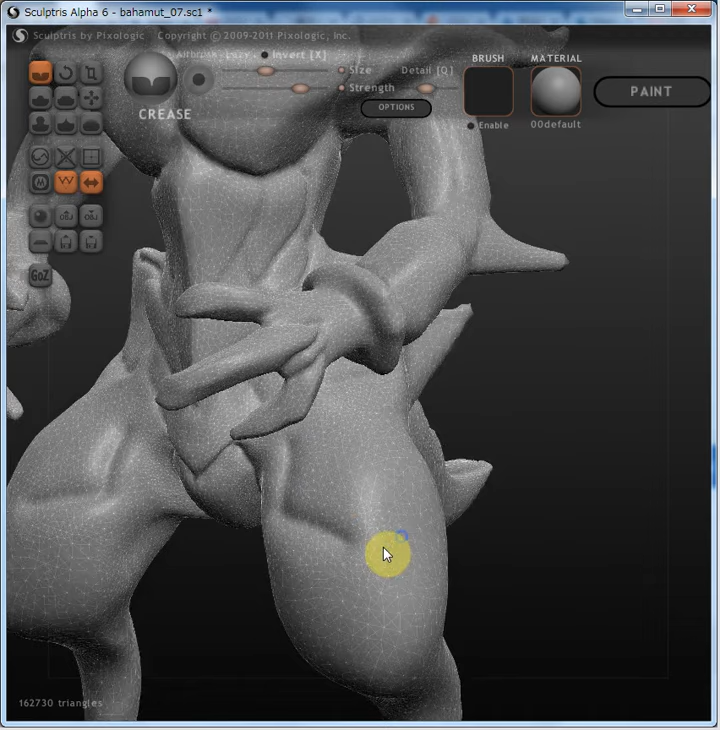 Sculptris Alpha 6 - bahamut_07.sc1 *
Sculptris by Pixologic Copyright © 2009-2011 Pixologic, Inc.
Airbrush Invert [X]
Size Detail [Q]
Strength
OPTIONS
CREASE
BRUSH
Enable
MATERIAL
00default
PAINT
GoZ
162730 triangles